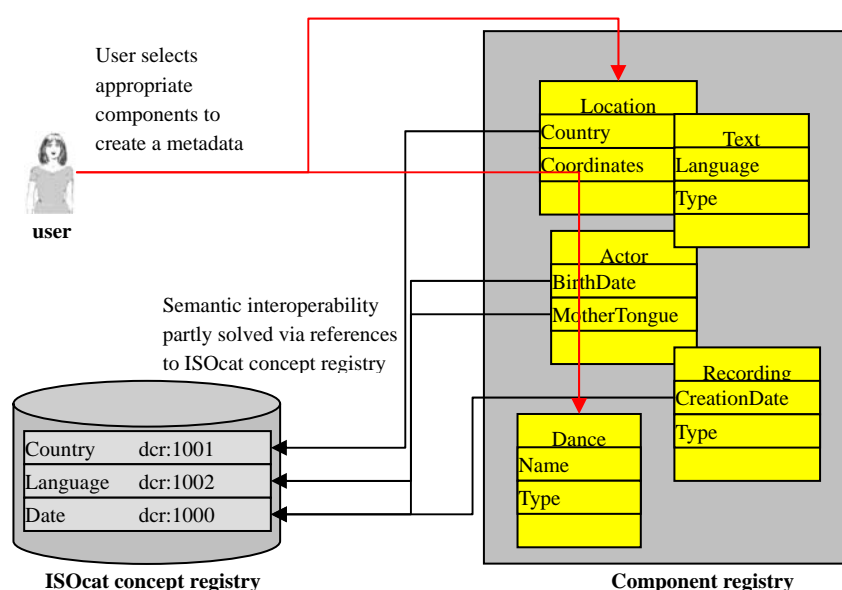 User selects
appropriate
components to
create a metadata
user
Semantic interoperability
partly solved via references
to ISOcat concept registry
Country dcr:1001
Language dcr:1002
Date dcr:1000
ISOcat concept registry
Location
Country
Coordinates
Text
Language
Type
Actor
BirthDate
MotherTongue
Recording
CreationDate
Type
Dance
Name
Type
Component registry